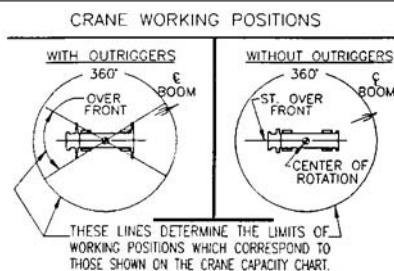 CRANE WORKING POSITIONS
WITH OUTRIGGERS
360°
℄
BOOM
OVER
FRONT
WITHOUT OUTRIGGERS
360°
℄
BOOM
ST. OVER
FRONT
CENTER OF
ROTATION
THESE LINES DETERMINE THE LIMITS OF
WORKING POSITIONS WHICH CORRESPOND TO
THOSE SHOWN ON THE CRANE CAPACITY CHART.